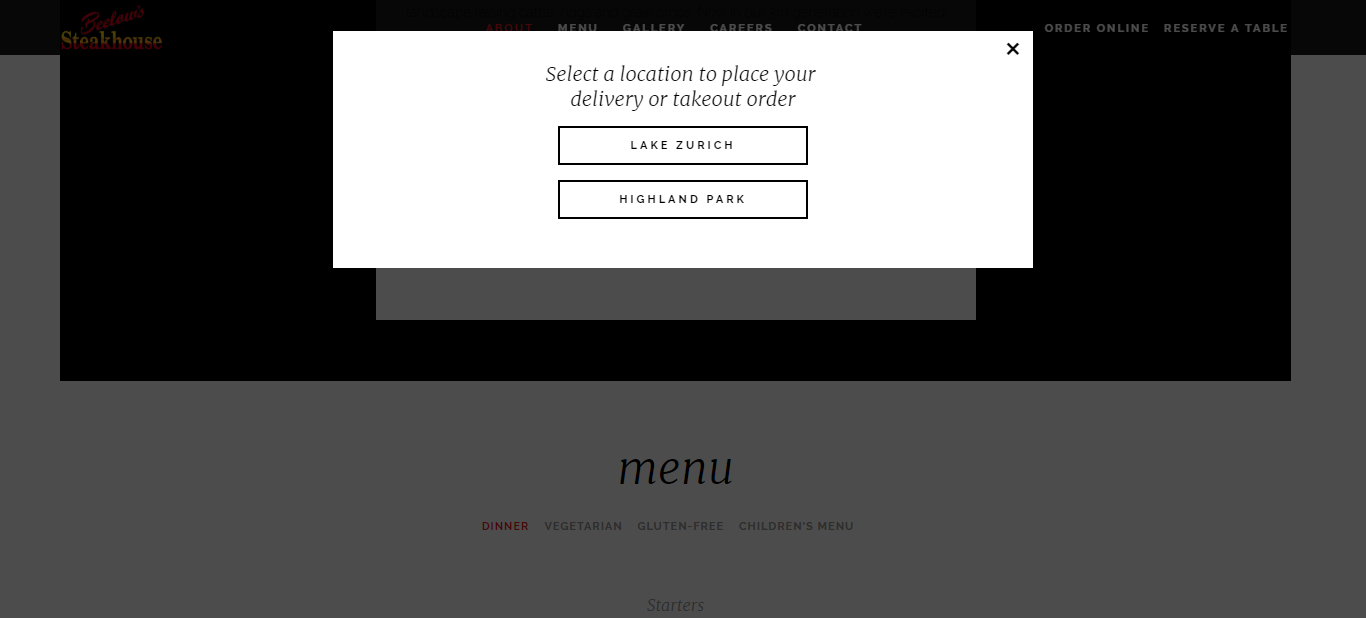 Beelow's
Steakhouse
ABOUT MENU GALLERY CAREERS CONTACT
ORDER ONLINE RESERVE A TABLE
Select a location to place your
delivery or takeout order
LAKE ZURICH
HIGHLAND PARK
menu
DINNER VEGETARIAN GLUTEN-FREE CHILDREN'S MENU
Starters